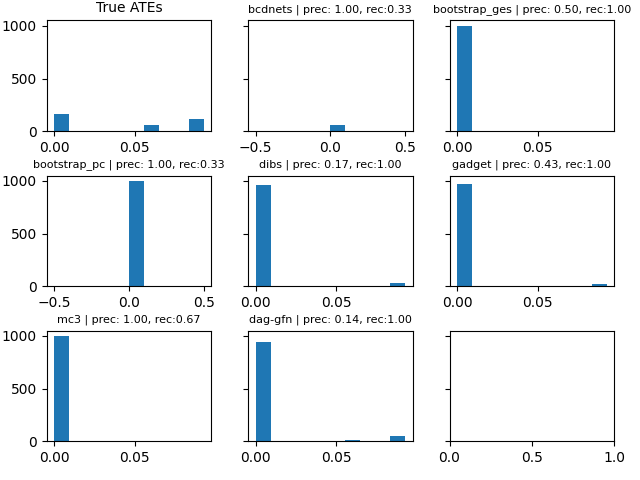 True ATEs
bcdnets | prec: 1.00, rec:0.33
bootstrap_ges | prec: 0.50, rec:1.00
1000
500
0
0.00 0.05
−0.5 0.0 0.5
0.00 0.05
bootstrap_pc | prec: 1.00, rec:0.33
dibs | prec: 0.17, rec:1.00
gadget | prec: 0.43, rec:1.00
1000
500
0
−0.5 0.0 0.5
0.00 0.05
0.00 0.05
mc3 | prec: 1.00, rec:0.67
dag-gfn | prec: 0.14, rec:1.00
1000
500
0
0.00 0.05
0.00 0.05
0.0 0.5 1.0